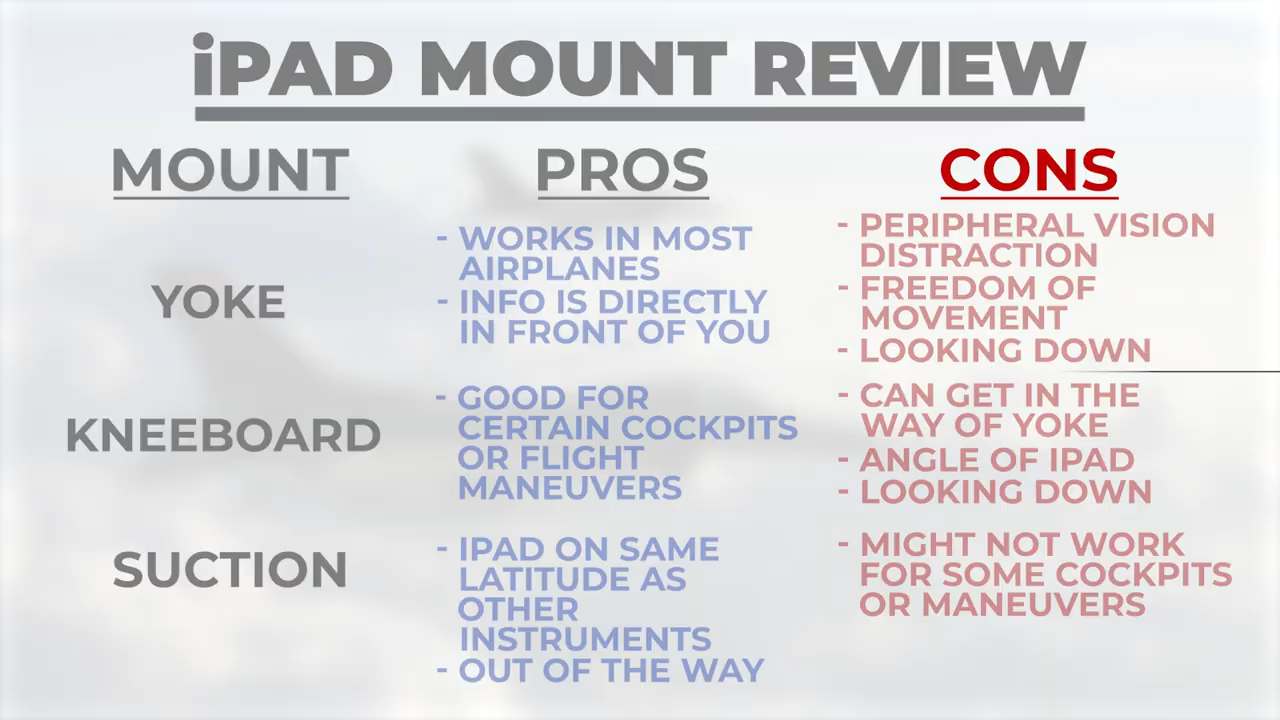 iPAD MOUNT REVIEW
MOUNT
PROS
CONS
YOKE
- WORKS IN MOST
AIRPLANES
- INFO IS DIRECTLY
IN FRONT OF YOU
- PERIPHERAL VISION
DISTRACTION
- FREEDOM OF
MOVEMENT
- LOOKING DOWN
KNEEBOARD
- GOOD FOR
CERTAIN COCKPITS
OR FLIGHT
MANEUVERS
- CAN GET IN THE
WAY OF YOKE
- ANGLE OF IPAD
- LOOKING DOWN
SUCTION
- IPAD ON SAME
LATITUDE AS
OTHER
INSTRUMENTS
- OUT OF THE WAY
- MIGHT NOT WORK
FOR SOME COCKPITS
OR MANEUVERS